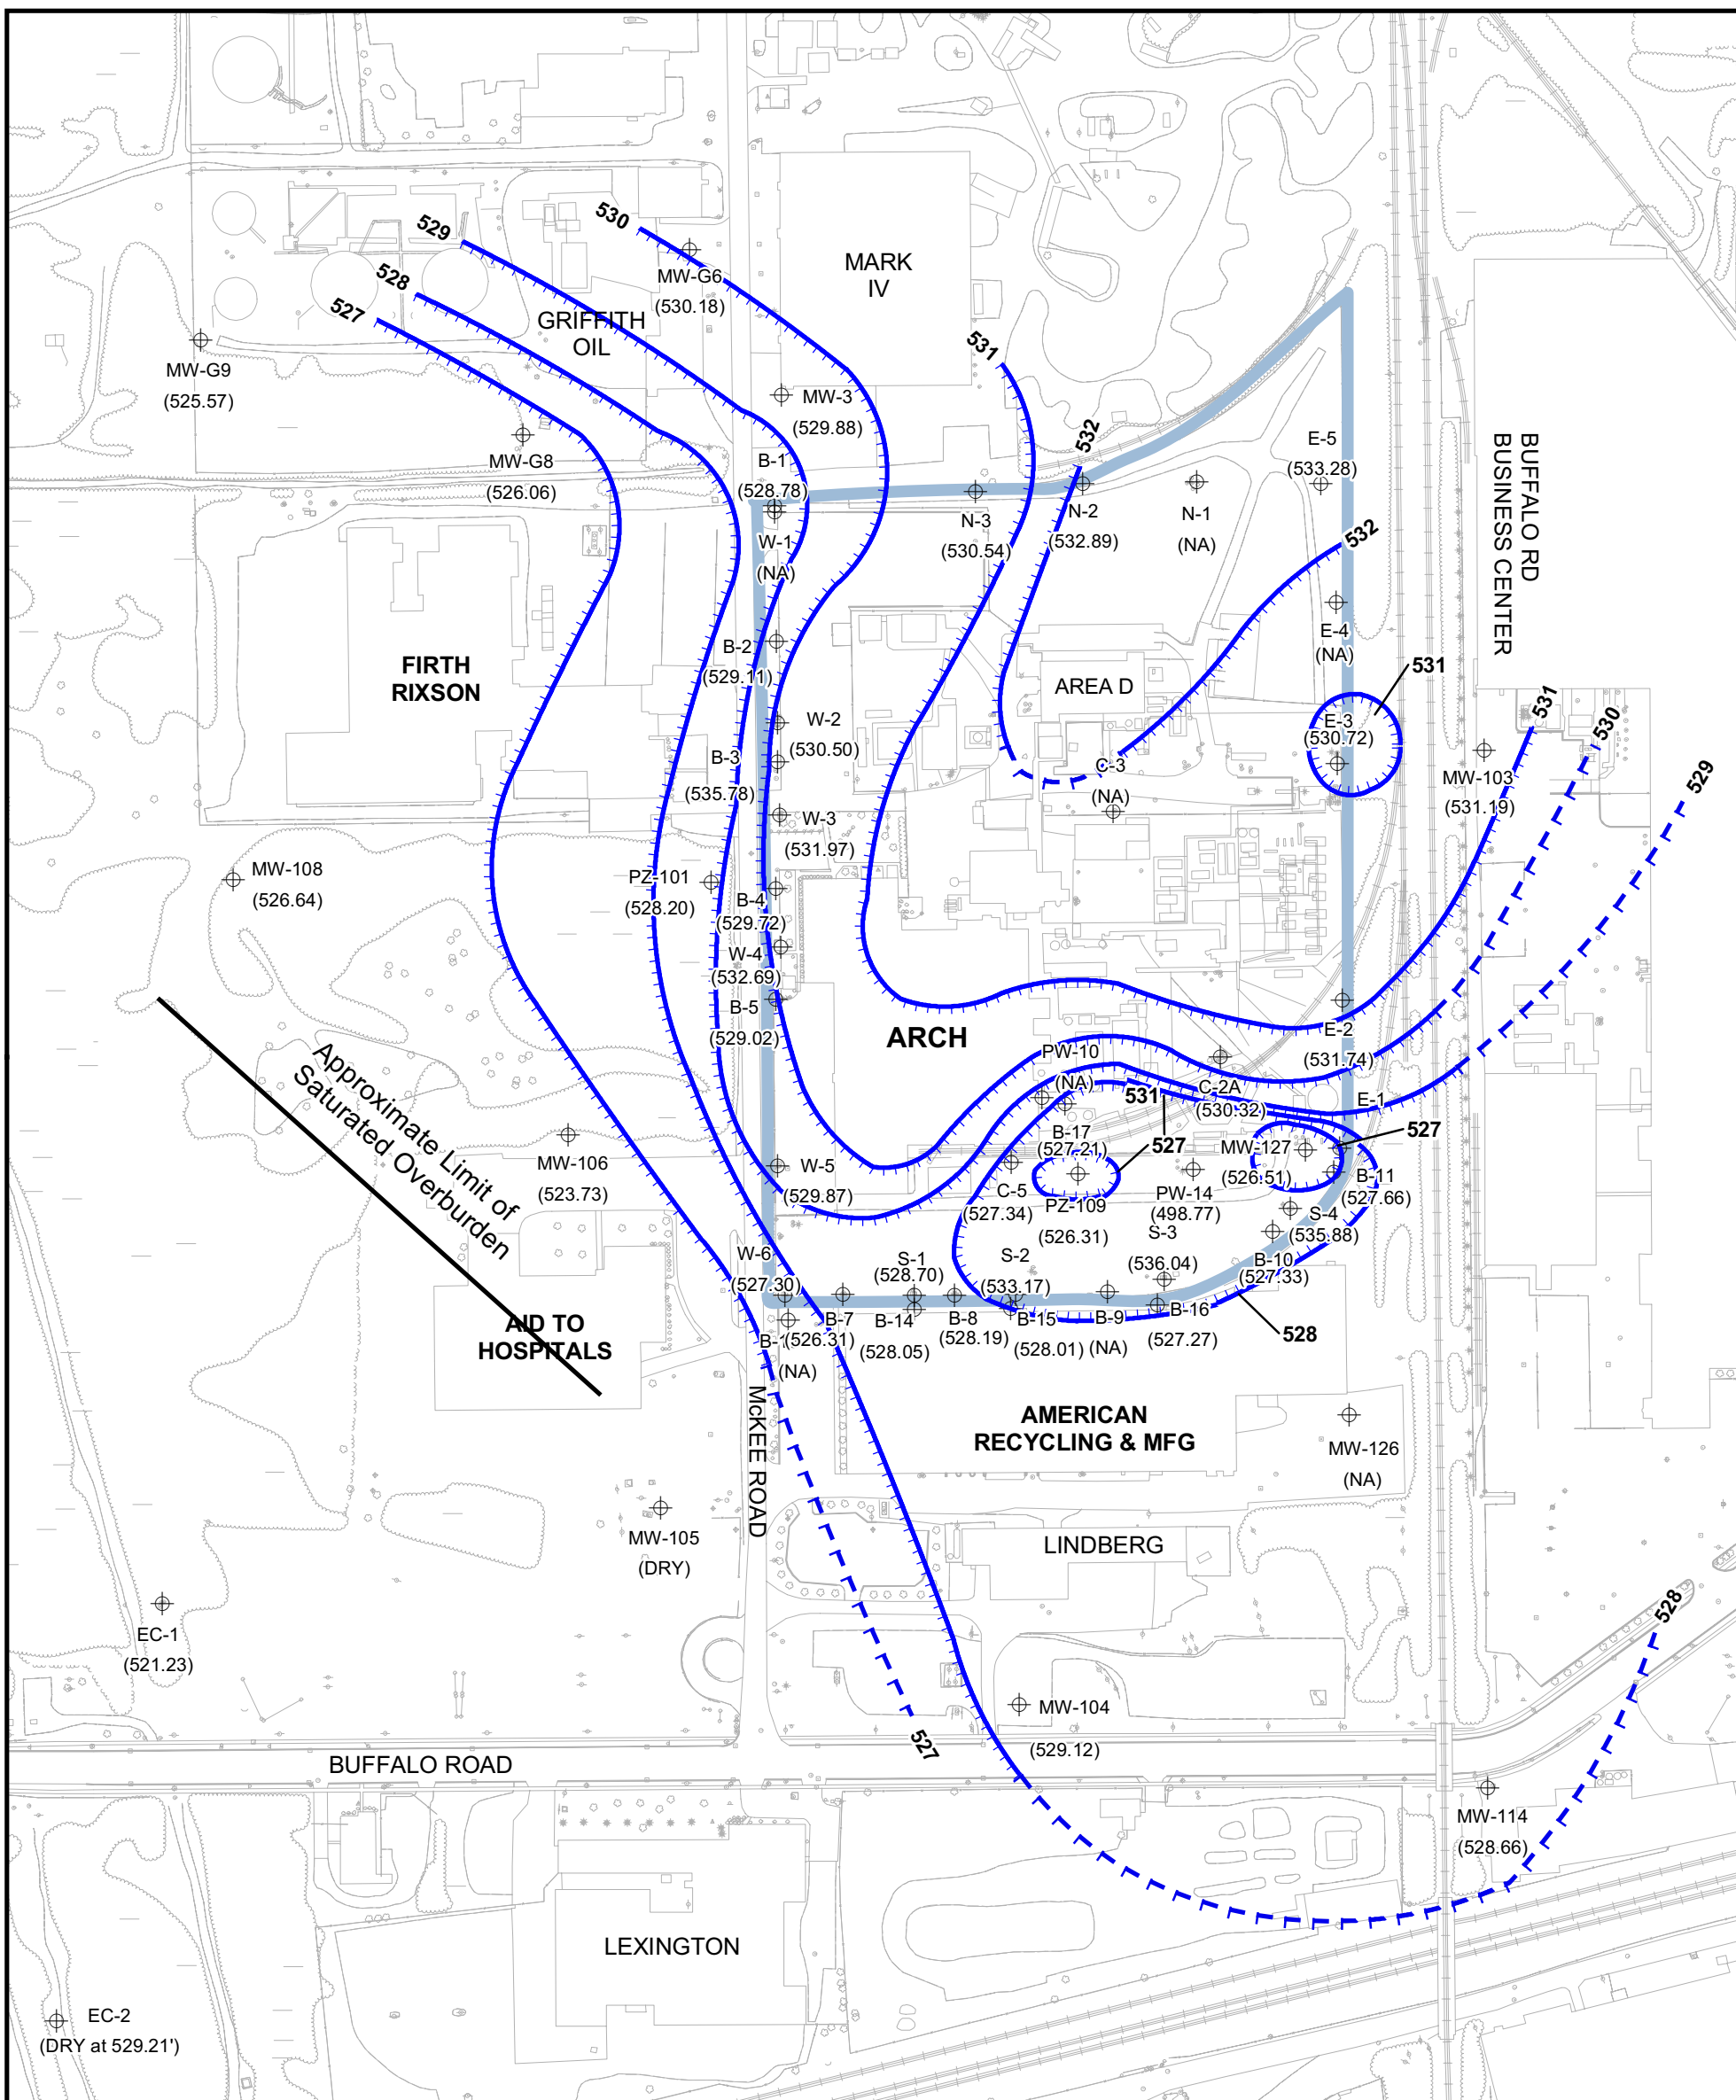 530
529
MARK
IV
MW-G6
(530.18)
528
527
GRIFFITH
OIL
531
MW-G9
(525.57)
MW-3
(529.88)
532
E-5
(533.28)
BUFFALO RD
BUSINESS CENTER
MW-G8
(526.06)
B-1
(528.78)
N-3
(530.54)
N-2
(532.89)
N-1
(NA)
532
W-1
(NA)
E-4
(NA)
B-2
(529.11)
FIRTH
RIXSON
AREA D
531
W-2
(530.50)
E-3
(530.72)
531
530
B-3
(535.78)
C-3
(NA)
MW-103
(531.19)
529
W-3
(531.97)
MW-108
(526.64)
PZ-101
(528.20)
B-4
(529.72)
W-4
(532.69)
B-5
(529.02)
ARCH
E-2
(531.74)
Approximate Limit of
Saturated Overburden
PW-10
(NA)
C-2A
(530.32)
531
E-1
B-17
(527.21)
527
MW-127
(526.51)
527
MW-106
(523.73)
W-5
(529.87)
C-5
(527.34)
PZ-109
(526.31)
PW-14
(498.77)
B-11
(527.66)
S-4
(535.88)
S-3
(536.04)
W-6
(527.30)
S-1
(528.70)
S-2
(533.17)
B-10
(527.33)
AID TO
HOSPITALS
(NA)
B-7
(526.31)
B-14
(528.05)
B-8
(528.19)
B-15
(528.01)
B-9
(NA)
B-16
(527.27)
528
McKEE ROAD
AMERICAN
RECYCLING & MFG
MW-126
(NA)
MW-105
(DRY)
LINDBERG
EC-1
(521.23)
528
MW-104
(529.12)
527
BUFFALO ROAD
MW-114
(528.66)
LEXINGTON
EC-2
(DRY at 529.21')